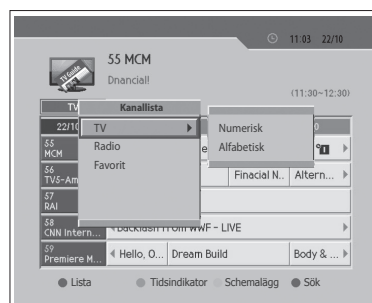 11:03 22/10
55 MCM
TV Guide
Dnancial!
(11:30~12:30)
TV
Kanallista
22/10
TV
Numerisk
0
55
MCM
Radio
e
Alfabetisk
56
TV5-Am
Favorit
Finacial N..
Altern...
57
RAI
58
CNN Intern...
Backlash From WWF - LIVE
59
Premiere M...
Hello, O...
Dream Build
Body & ...
Lista
Tidsindikator
Schemalägg
Sök